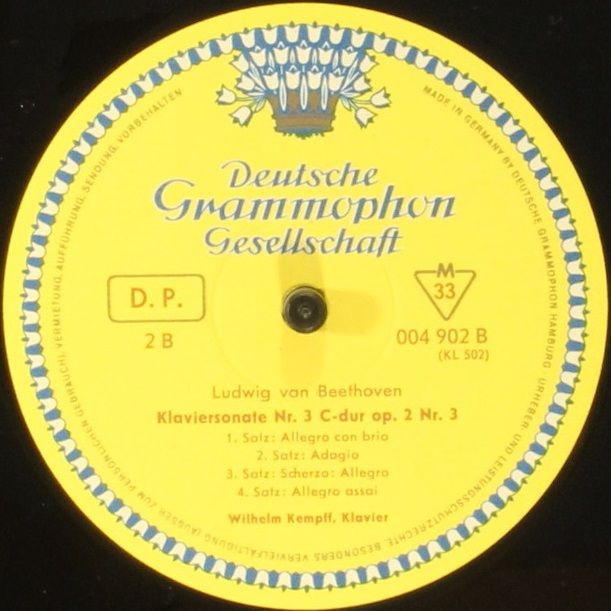 Deutsche
Grammophon
Gesellschaft
D. P.
2 B
M
33
004 902 B
(KL 502)
Ludwig van Beethoven
Klaviersonate Nr. 3 C-dur op. 2 Nr. 3
1. Satz: Allegro con brio
2. Satz: Adagio
3. Satz: Scherzo: Allegro
4. Satz: Allegro assai
Wilhelm Kempff, Klavier
MADE IN GERMANY BY DEUTSCHE GRAMMOPHON HAMBURG. URHEBER- UND LEISTUNGSSCHUTZRECHTE, BESONDERS VERVIELFÄLTIGUNG (AUSSER ZUM PERSÖNLICHEN GEBRAUCH), VERMIETUNG, AUFFÜHRUNG, SENDUNG, VORBEHALTEN